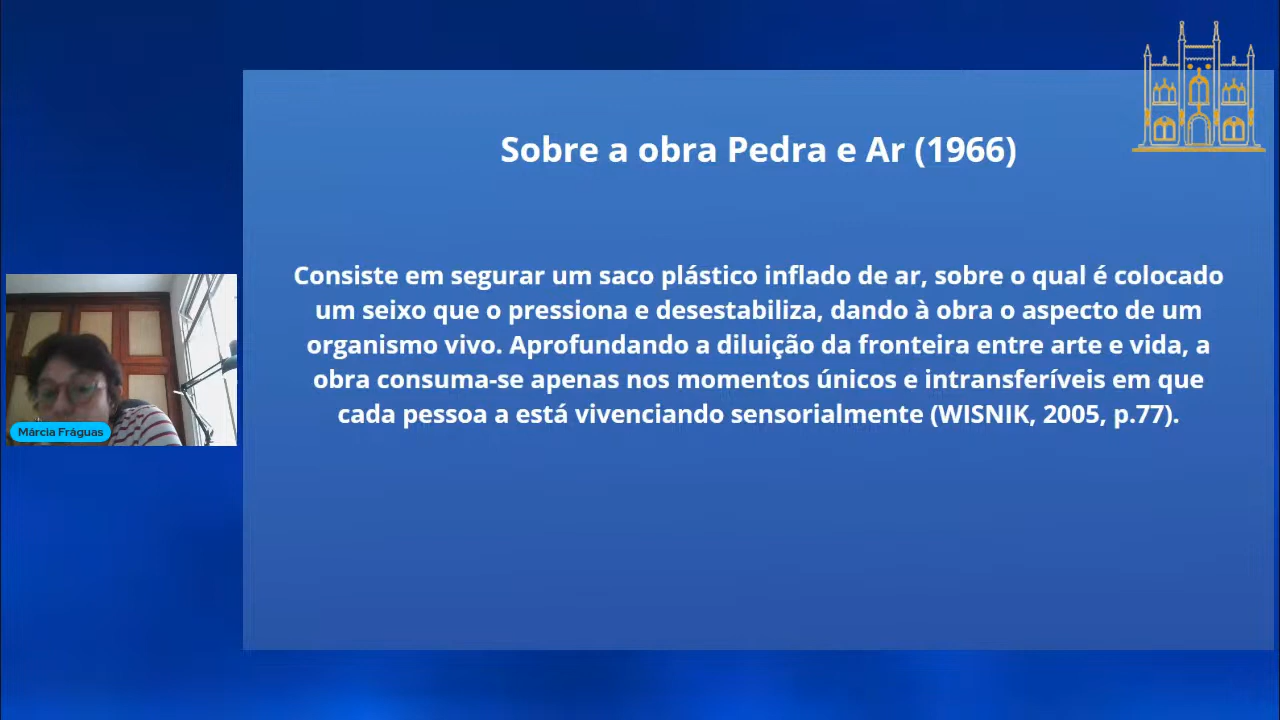 Sobre a obra Pedra e Ar (1966)
Consiste em segurar um saco plástico inflado de ar, sobre o qual é colocado
um seixo que o pressiona e desestabiliza, dando à obra o aspecto de um
organismo vivo. Aprofundando a diluição da fronteira entre arte e vida, a
obra consuma-se apenas nos momentos únicos e intransferíveis em que
cada pessoa a está vivenciando sensorialmente (WISNIK, 2005, p.77).
Márcia Fráguas